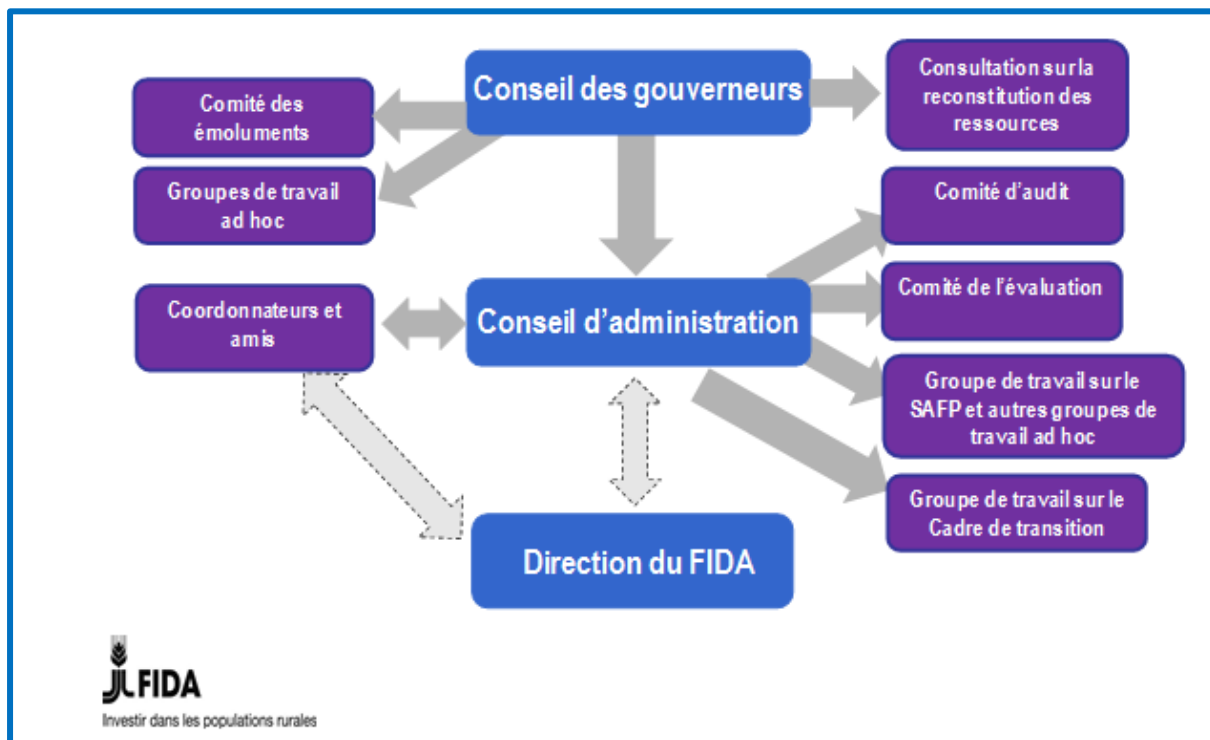 Conseil des gouverneurs
Consultation sur la
reconstitution des
ressources
Comité des
émoluments
Groupes de travail
ad hoc
Comité d'audit
Comité de l'évaluation
Coordonnateurs et
amis
Conseil d'administration
Groupe de travail sur le
SAFP et autres groupes de
travail ad hoc
Groupe de travail sur le
Cadre de transition
Direction du FIDA
FIDA
Investir dans les populations rurales